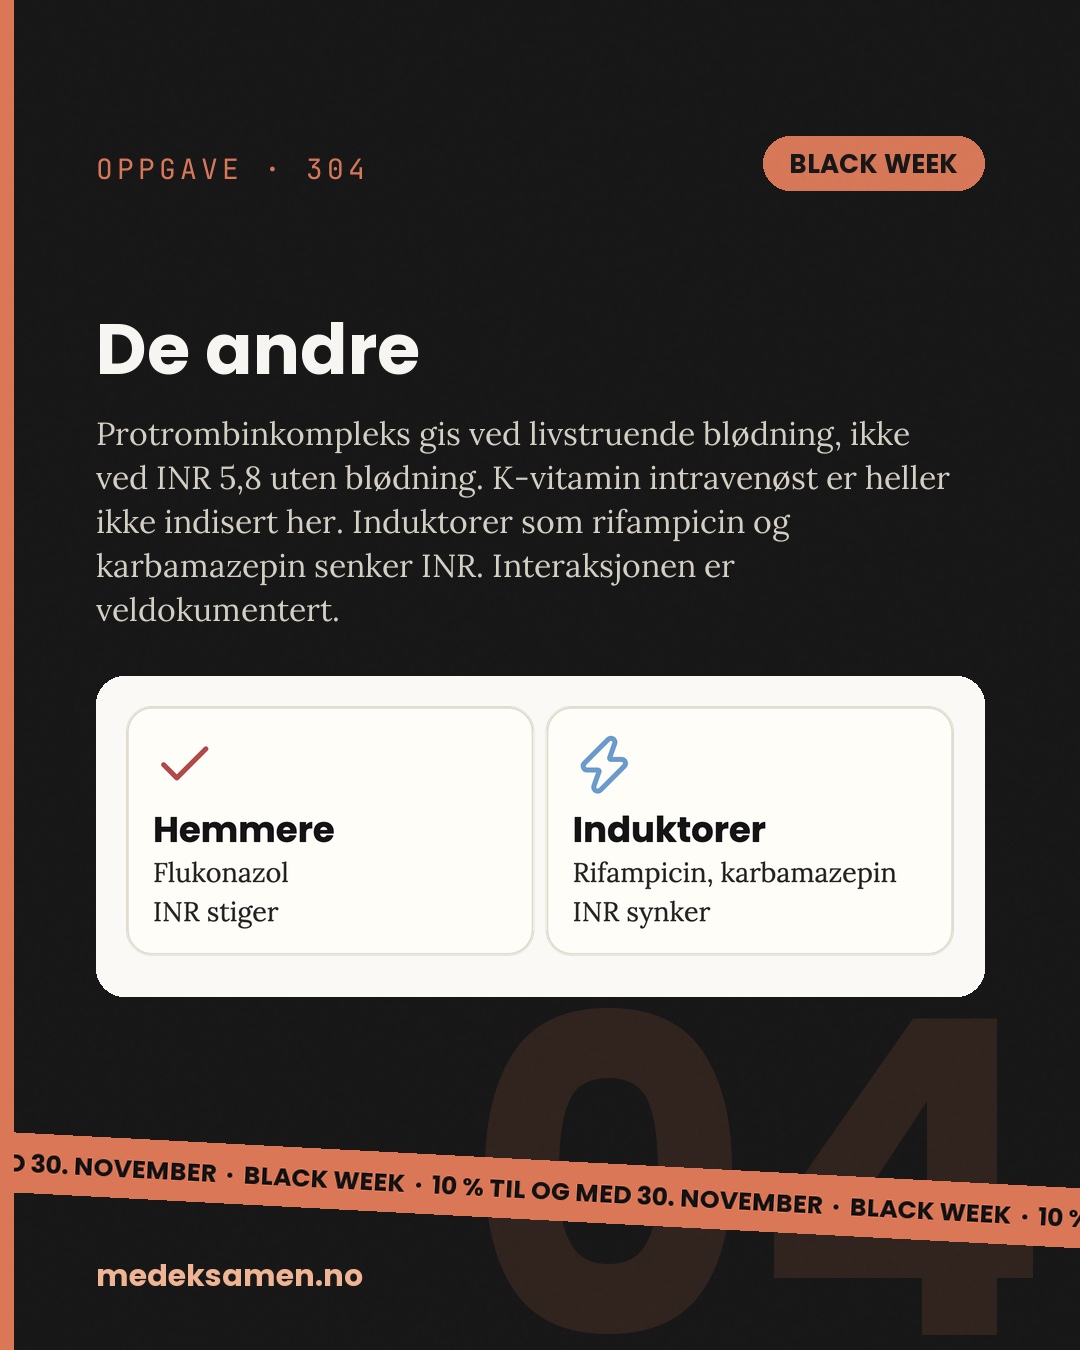 OPPGAVE · 304
BLACK WEEK
De andre
Protrombinkompleks gis ved livstruende blødning, ikke
ved INR 5,8 uten blødning. K-vitamin intravenøst er heller
ikke indisert her. Induktorer som rifampicin og
karbamazepin senker INR. Interaksjonen er
veldokumentert.
Hemmere
Flukonazol
INR stiger
Induktorer
Rifampicin, karbamazepin
INR synker
04
D 30. NOVEMBER · BLACK WEEK · 10 % TIL OG MED 30. NOVEMBER · BLACK WEEK · 10 %
medeksamen.no